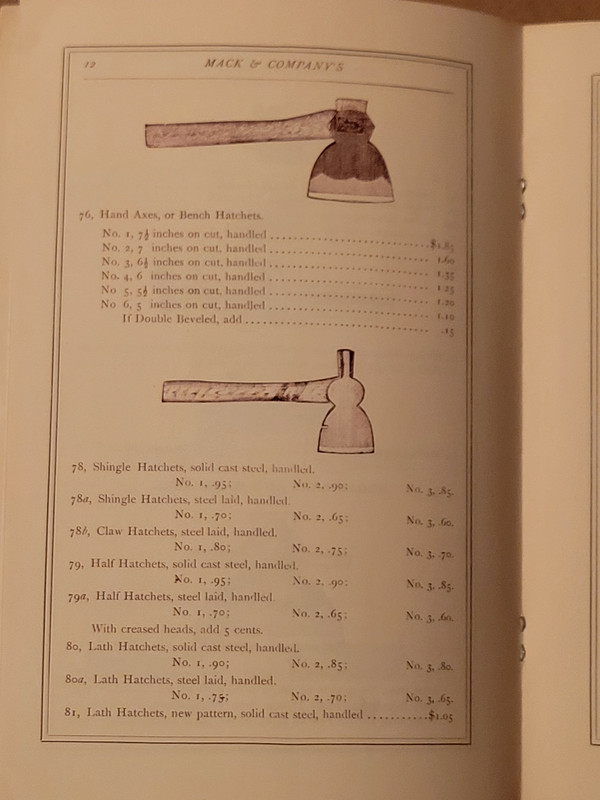 12 MACK & COMPANY'S
76, Hand Axes, or Bench Hatchets.
No. 1, 7½ inches on cut, handled ........................ $1.85
No. 2, 7 inches on cut, handled ........................ 1.60
No. 3, 6½ inches on cut, handled ........................ 1.35
No. 4, 6 inches on cut, handled ........................ 1.25
No 5, 5½ inches on cut, handled ........................ 1.20
No 6, 5 inches on cut, handled ........................ 1.10
If Double Beveled, add ........................ .15
78, Shingle Hatchets, solid cast steel, handled.
No. 1, .95; No. 2, .90; No. 3, .85.
78a, Shingle Hatchets, steel laid, handled.
No. 1, .70; No. 2, .65; No. 3, .60.
78b, Claw Hatchets, steel laid, handled.
No. 1, .80; No. 2, .75; No. 3, .70.
79, Half Hatchets, solid cast steel, handled.
No. 1, .95; No. 2, .90; No. 3, .85.
79a, Half Hatchets, steel laid, handled.
No. 1, .70; No. 2, .65; No. 3, .60.
With creased heads, add 5 cents.
80, Lath Hatchets, solid cast steel, handled.
No. 1, .90; No. 2, .85; No. 3, .80.
80a, Lath Hatchets, steel laid, handled.
No. 1, .75; No. 2, .70; No. 3, .65.
81, Lath Hatchets, new pattern, solid cast steel, handled ...........$1.05